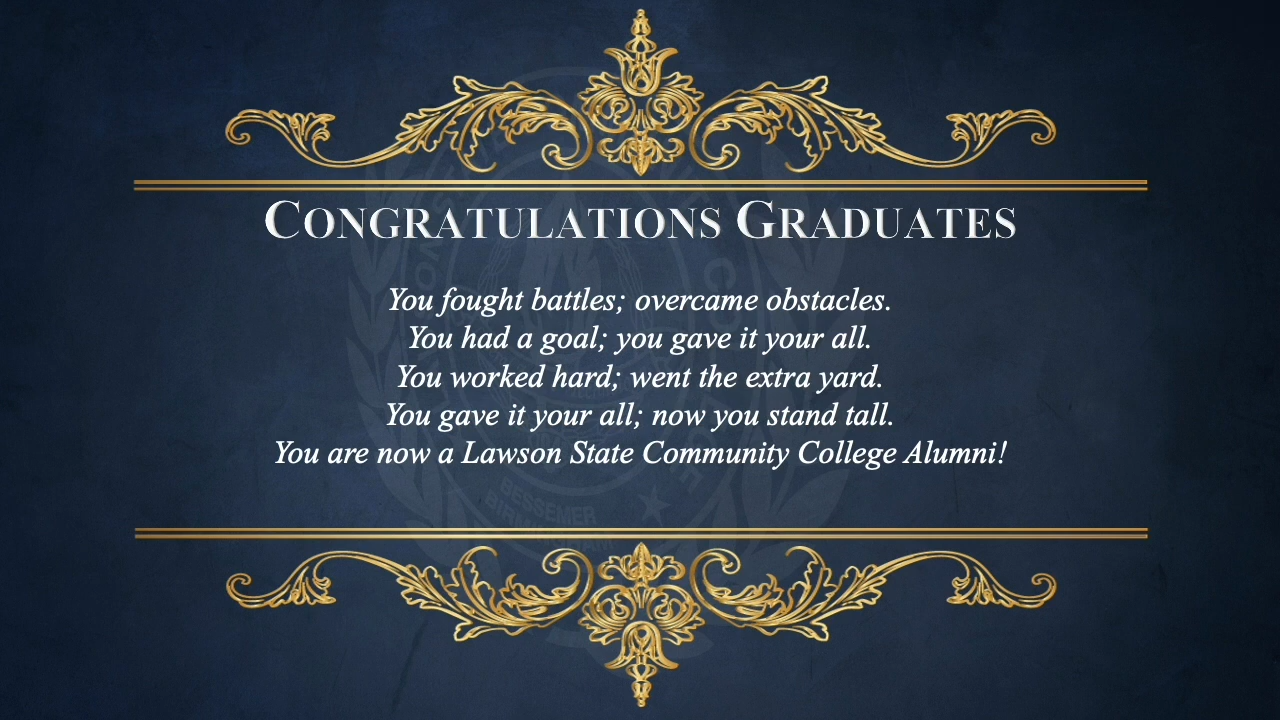 CONGRATULATIONS GRADUATES
You fought battles; overcame obstacles.
You had a goal; you gave it your all.
You worked hard; went the extra yard.
You gave it your all; now you stand tall.
You are now a Lawson State Community College Alumni!
BESSEMER
BIRMINGHAM